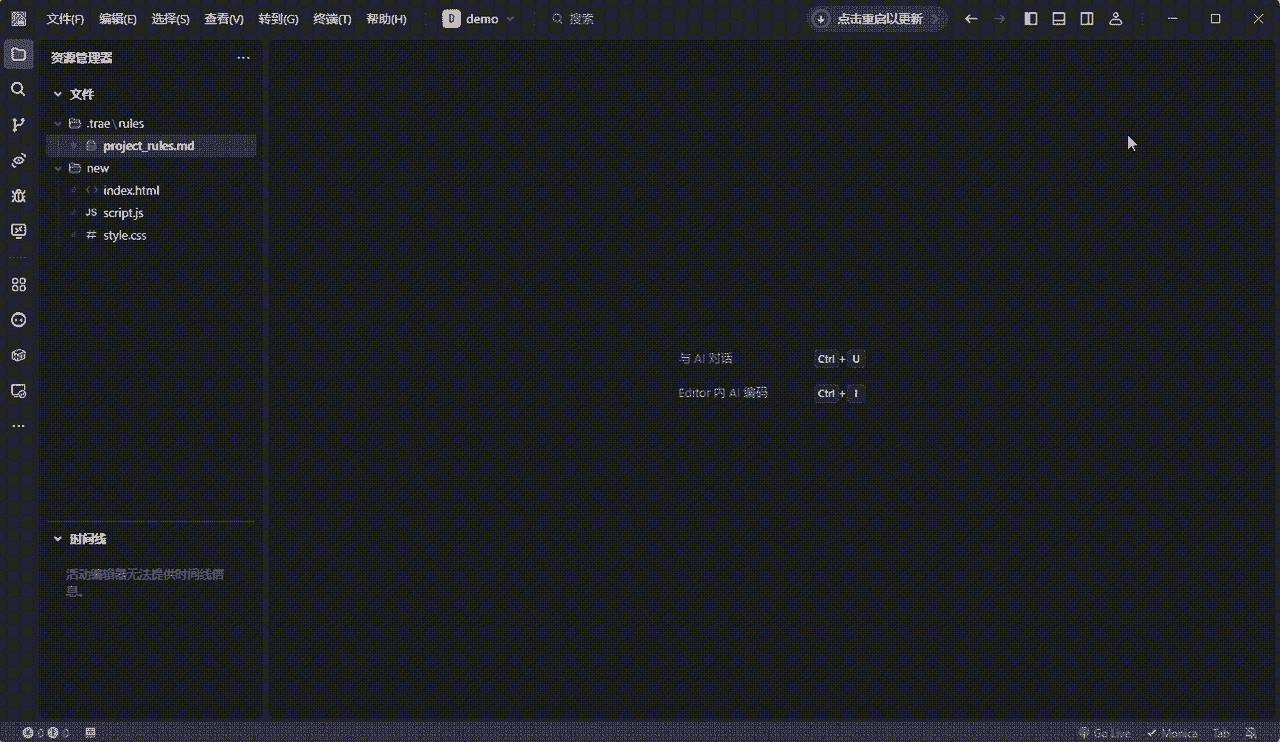 文件(F) 编辑(E) 选择(S) 查看(V) 转到(G) 终端(T) 帮助(H) D demo 搜索 点击重启以更新
资源管理器
文件
.trae\rules
project_rules.md
new
<> index.html
JS script.js
# style.css
与 AI 对话 Ctrl + U
Editor 内 AI 编码 Ctrl + I
时间线
活动编辑器无法提供时间线信
息。
0 0 Go Live Monica Tab